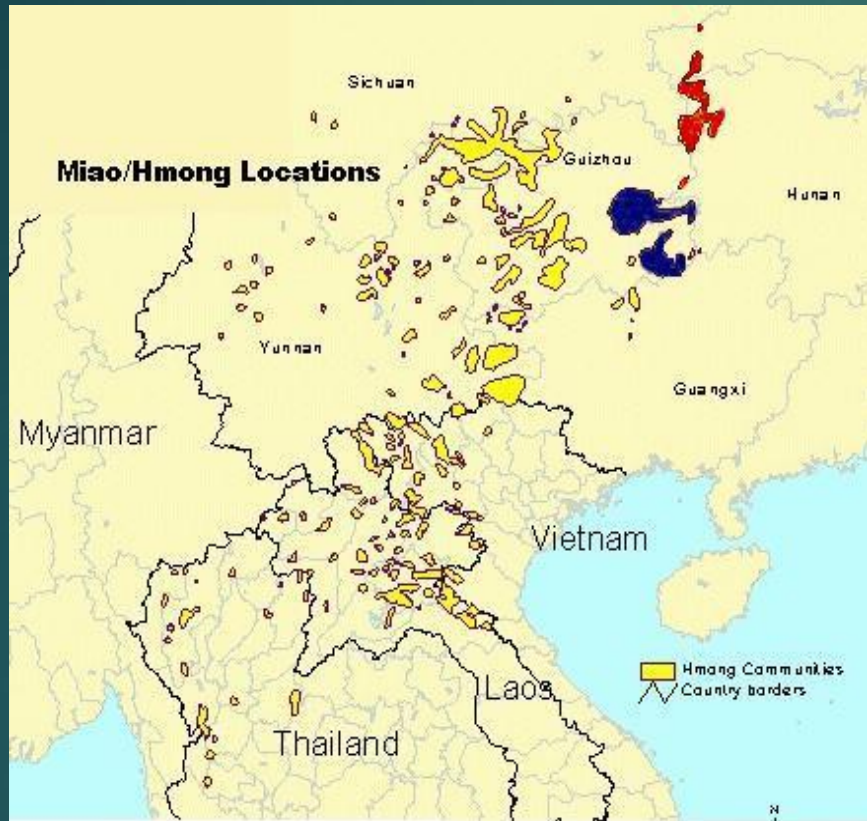 Sichuan
Miao/Hmong Locations
Guizhou
Hunan
Yunnan
Guangxi
Myanmar
Vietnam
Hmong Communities
Country borders
Laos
Thailand
N